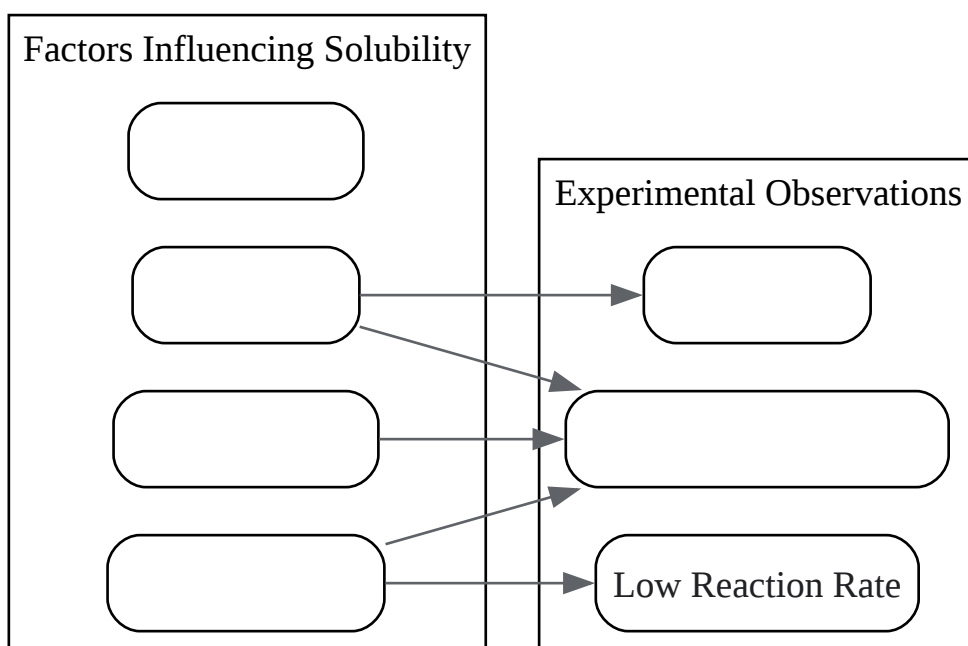 Factors Influencing Solubility
Experimental Observations
Low Reaction Rate